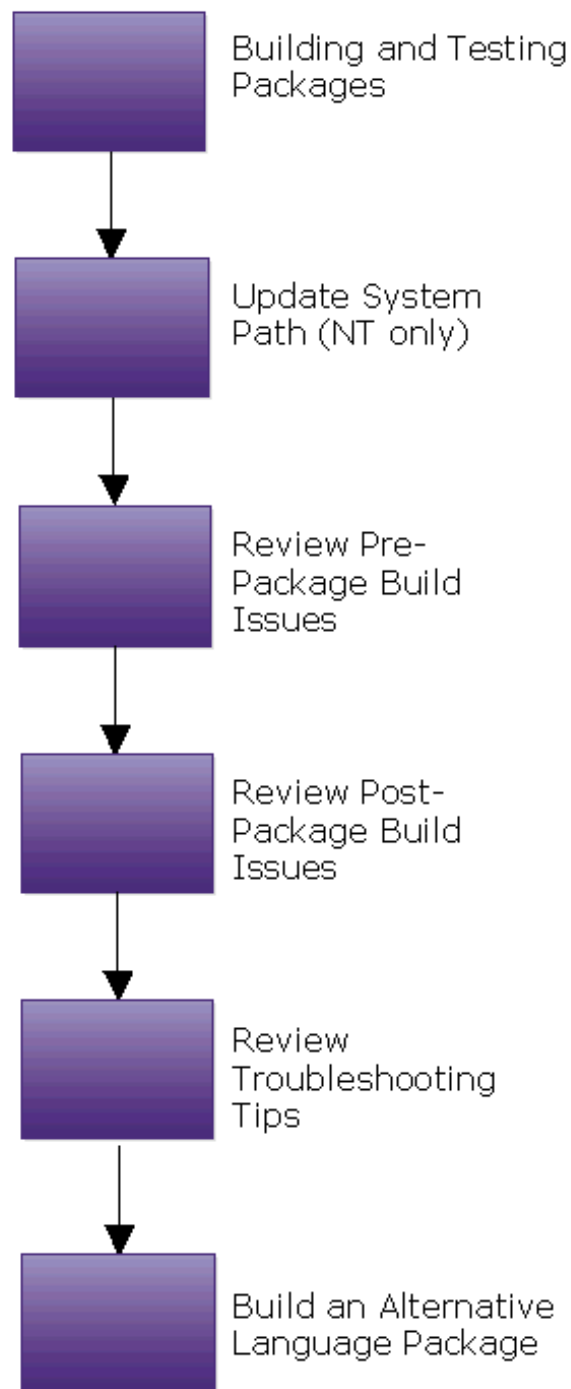 Building and Testing
Packages
Update System
Path (NT only)
Review Pre-
Package Build
Issues
Review Post-
Package Build
Issues
Review
Troubleshooting
Tips
Build an Alternative
Language Package